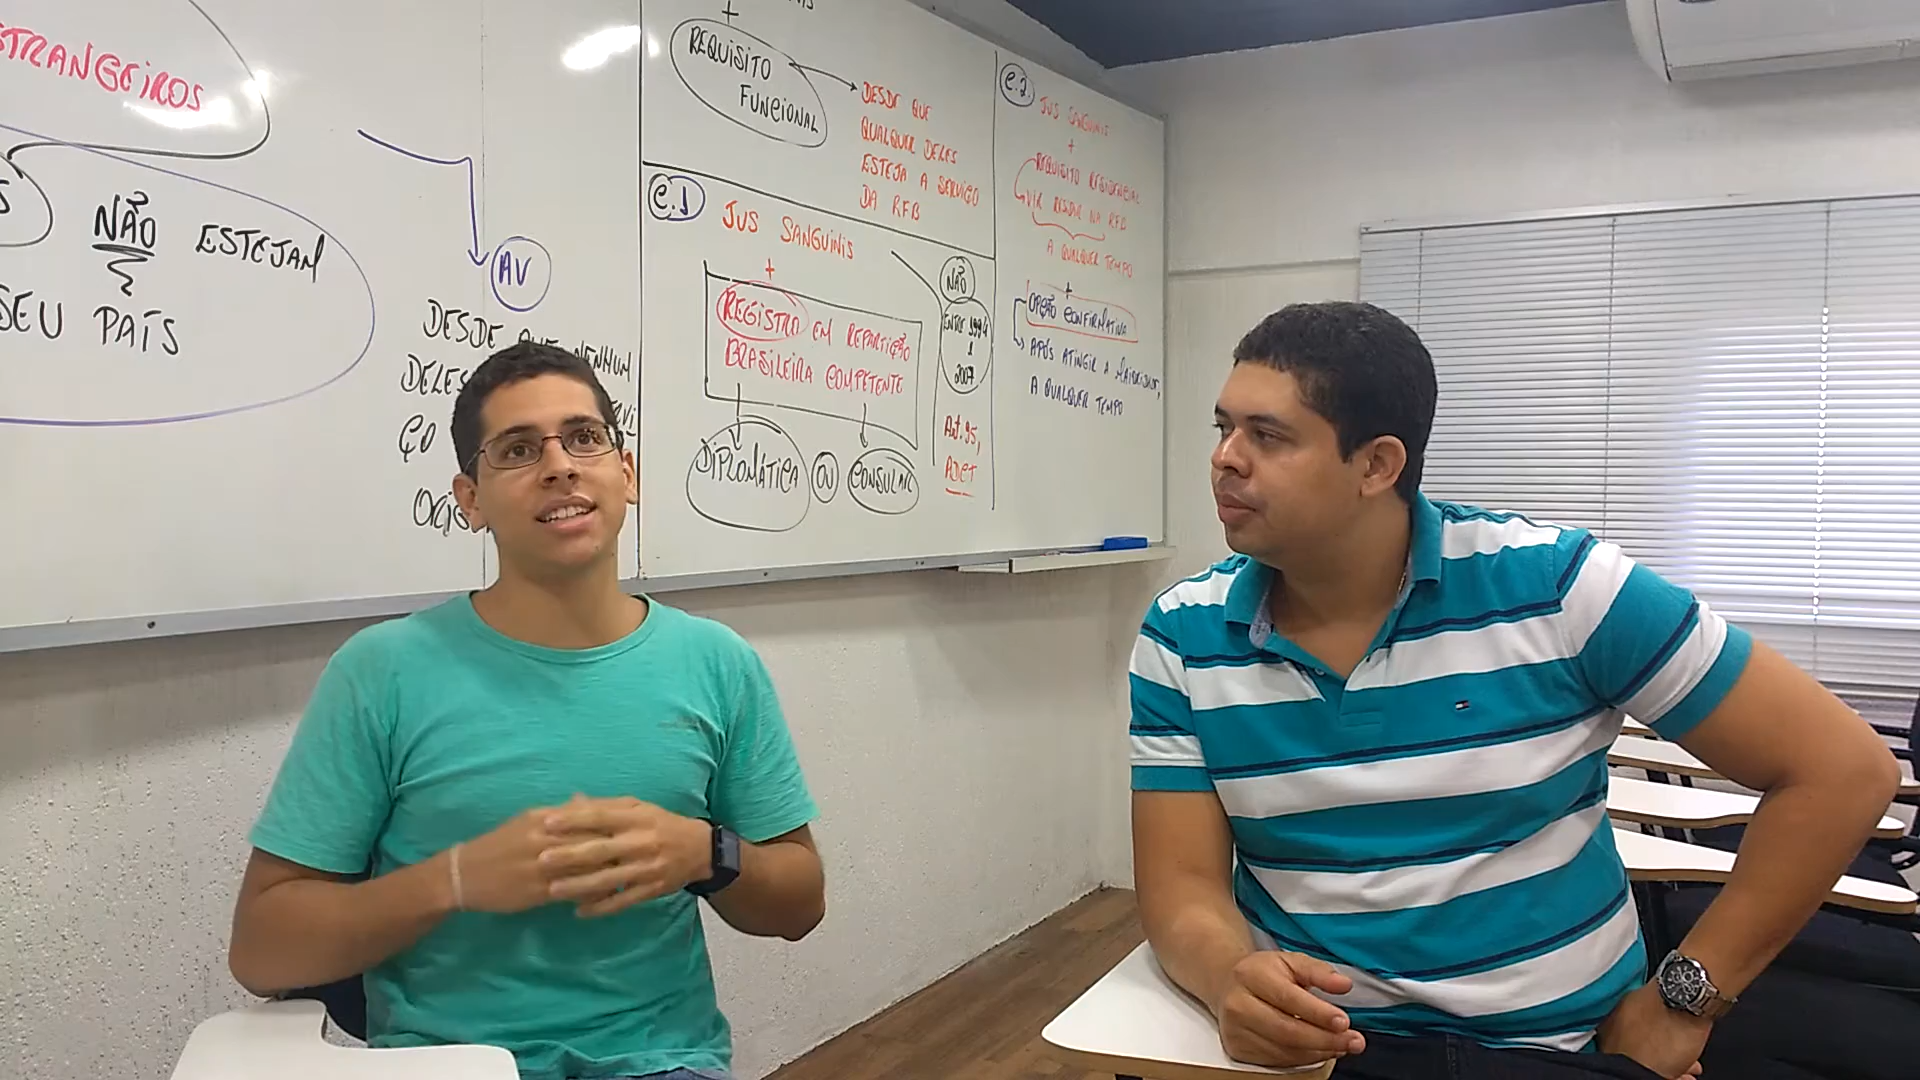 STRANGEIROS
NÃO ESTEJAM
SEU PAÍS
AV
DESDE QUE NENHUM
DELES
ÇO
+
REQUISITO
FUNCIONAL
DESDE QUE
QUALQUER DELES
ESTEJA A SERVIÇO
DA RFB
C.1
JUS SANGUINIS
+
REGISTRO EM REPARTIÇÃO
BRASILEIRA COMPETENTE
DIPLOMÁTICA OU CONSULAR
NÃO
ENTRE 1994
E
2007
Art. 95,
ADCT
C.2.
JUS SANGUINIS
+
REQUISITO RESIDENCIAL
VIR RESIDIR NA RFB
A QUALQUER TEMPO
+
OPÇÃO CONFIRMATIVA
APÓS ATINGIR A MAIORIDADE,
A QUALQUER TEMPO